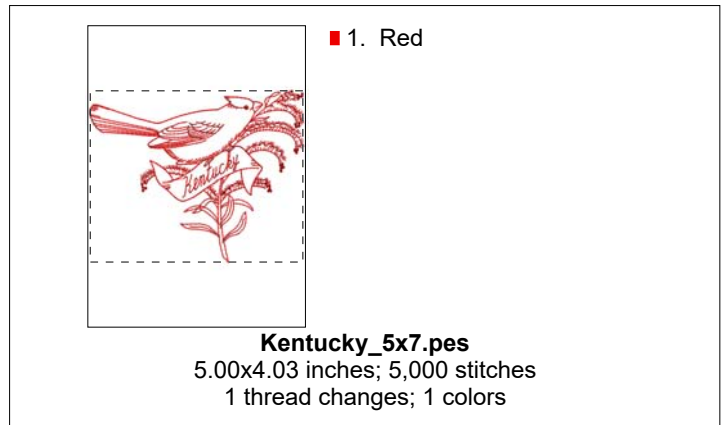 1. Red
Kentucky
Kentucky_5x7.pes
5.00x4.03 inches; 5,000 stitches
1 thread changes; 1 colors